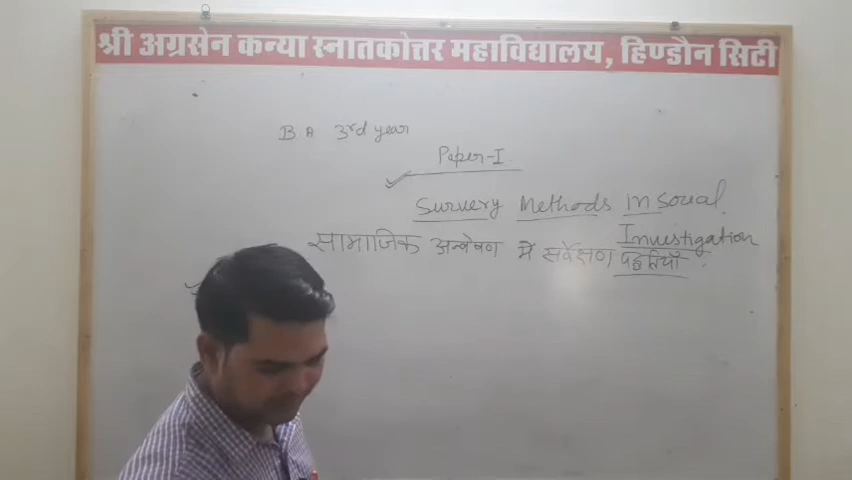 श्री अग्रसेन कन्या स्नातकोत्तर महाविद्यालय, हिण्डौन सिटी
B A 3rd year
Paper-I
Survery Methods in Social
Investigation
सामाजिक अन्वेषण में सर्वेक्षण पद्धतियाँ